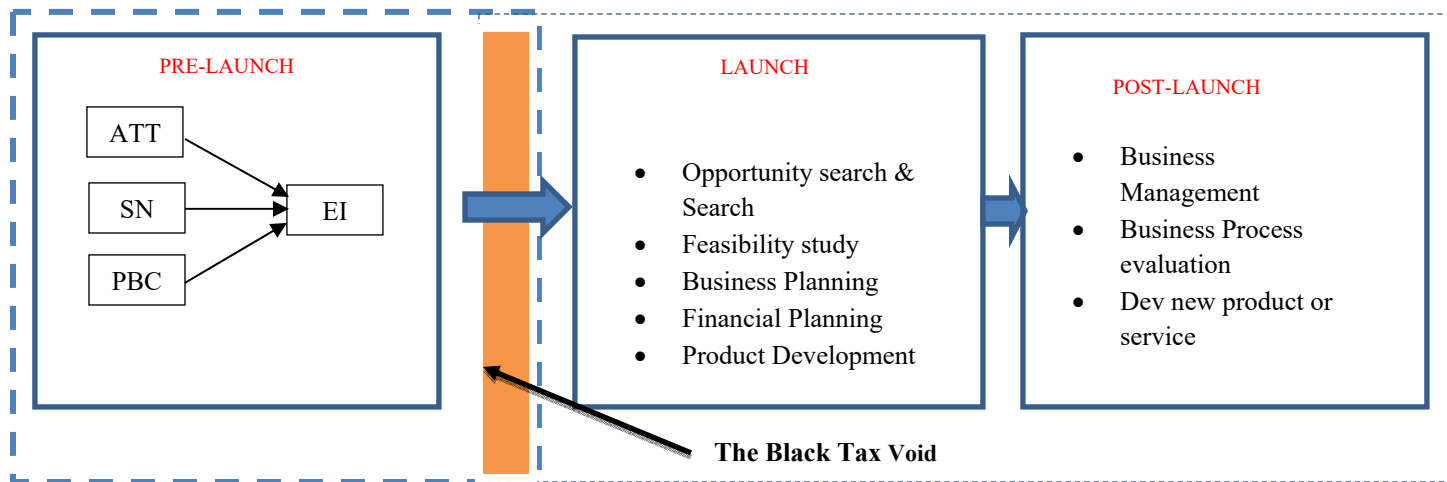 PRE-LAUNCH
ATT
SN
PBC
EI
LAUNCH
• Opportunity search &
Search
• Feasibility study
• Business Planning
• Financial Planning
• Product Development
POST-LAUNCH
• Business
Management
• Business Process
evaluation
• Dev new product or
service
The Black Tax Void